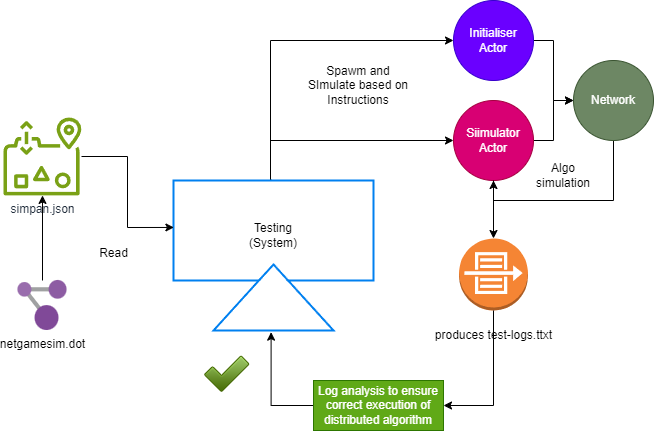 Initialiser
Actor
Spawm and
SImulate based on
Instructions
Network
Siimulator
Actor
Algo
simulation
simpan.json
Testing
(System)
Read
netgamesim.dot
produces test-logs.ttxt
Log analysis to ensure
correct execution of
distributed algorithm